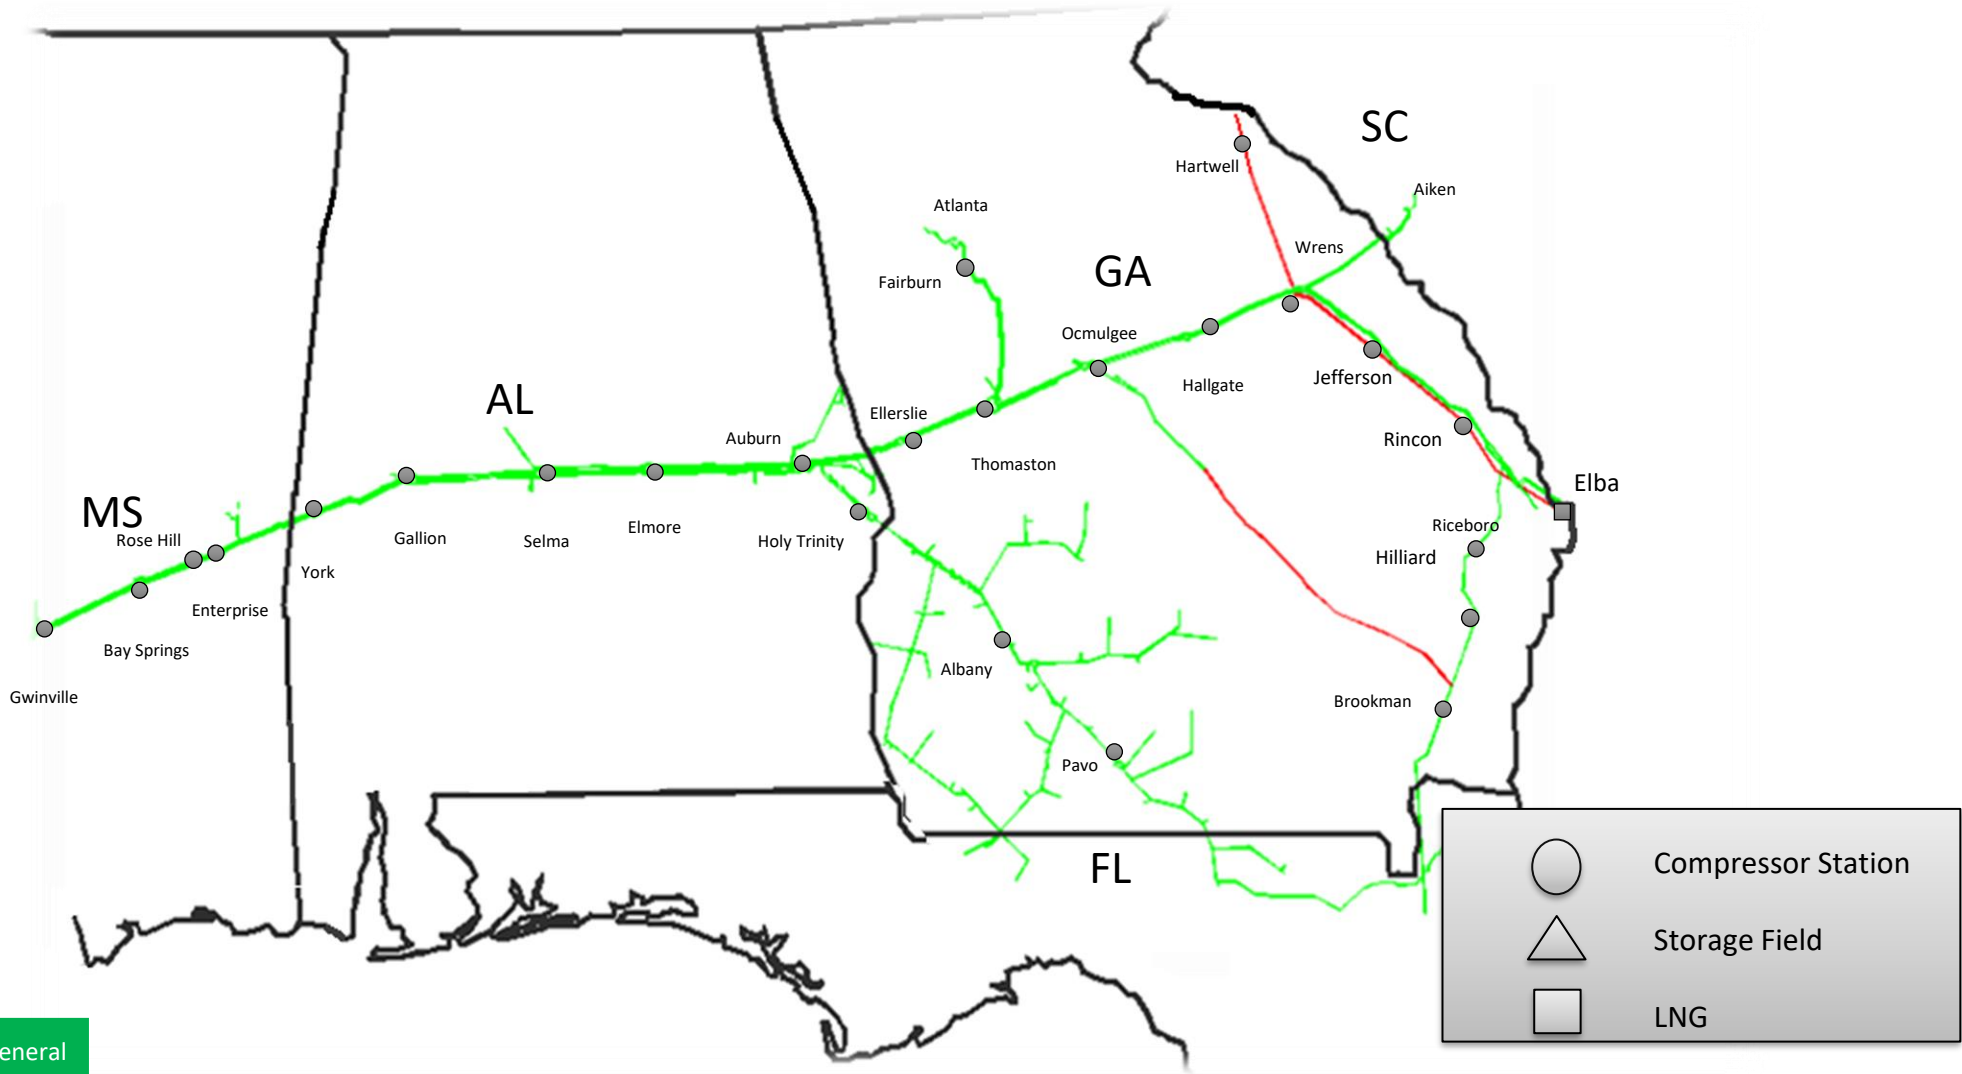 SC
Hartwell
Aiken
Atlanta
Wrens
GA
Fairburn
Ocmulgee
Jefferson
Hallgate
AL
Ellerslie
Auburn
Rincon
Thomaston
Elba
MS
Rose Hill
Riceboro
Elmore
Gallion
Selma
Holy Trinity
Hilliard
York
Enterprise
Bay Springs
Albany
Gwinville
Brookman
Pavo
FL
Compressor Station
Storage Field
LNG
eneral